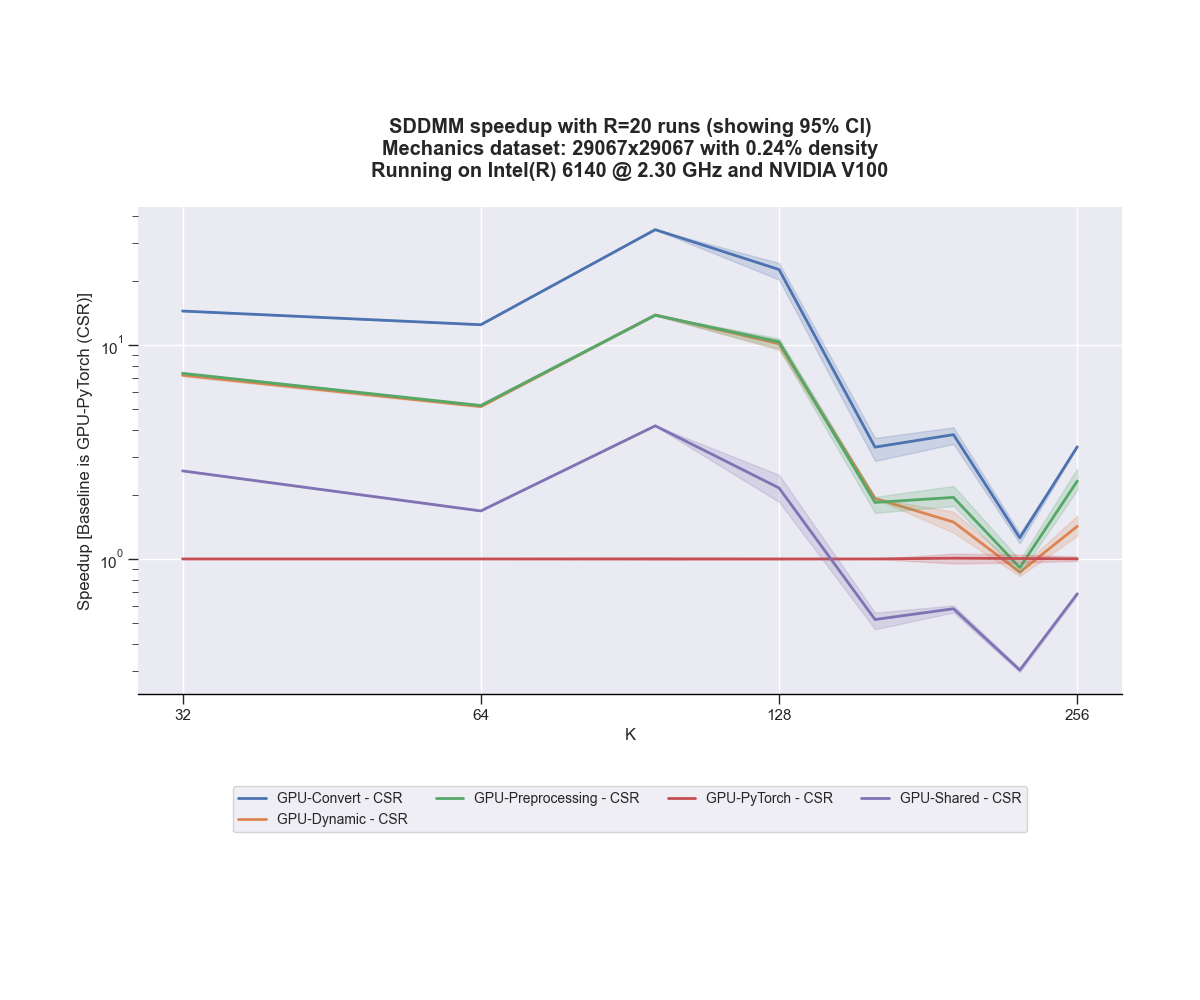 SDDMM speedup with R=20 runs (showing 95% CI)
Mechanics dataset: 29067x29067 with 0.24% density
Running on Intel(R) 6140 @ 2.30 GHz and NVIDIA V100
Speedup [Baseline is GPU-PyTorch (CSR)]
10¹
10⁰
32 64 128 256
K
GPU-Convert - CSR GPU-Preprocessing - CSR GPU-PyTorch - CSR GPU-Shared - CSR
GPU-Dynamic - CSR